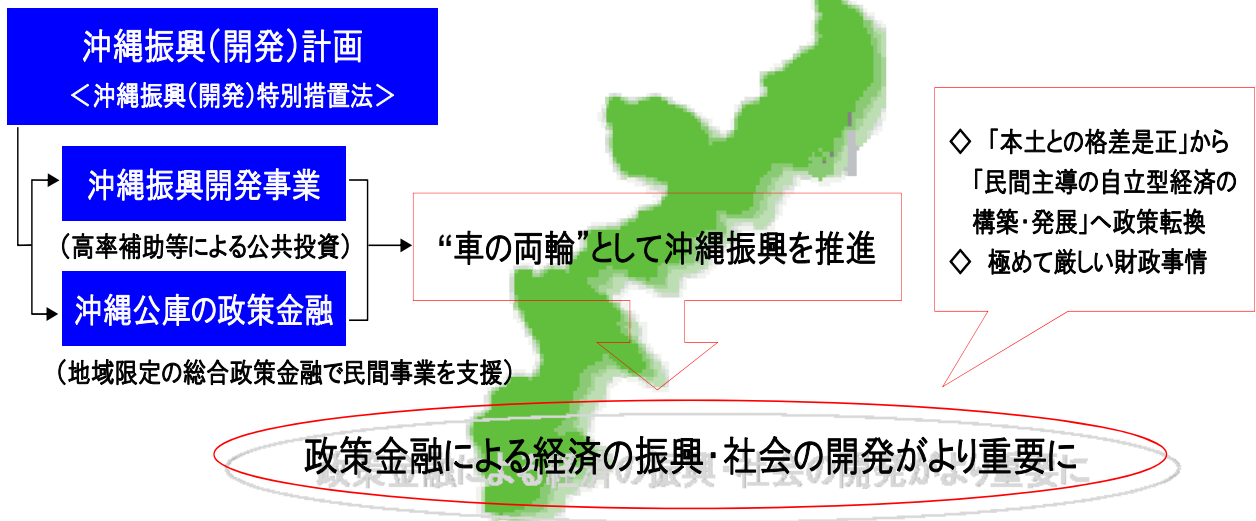 沖縄振興(開発)計画
<沖縄振興(開発)特別措置法>
沖縄振興開発事業
(高率補助等による公共投資)
沖縄公庫の政策金融
(地域限定の総合政策金融で民間事業を支援)
“車の両輪”として沖縄振興を推進
◇ 「本土との格差是正」から
「民間主導の自立型経済の
構築・発展」へ政策転換
◇ 極めて厳しい財政事情
政策金融による経済の振興・社会の開発がより重要に